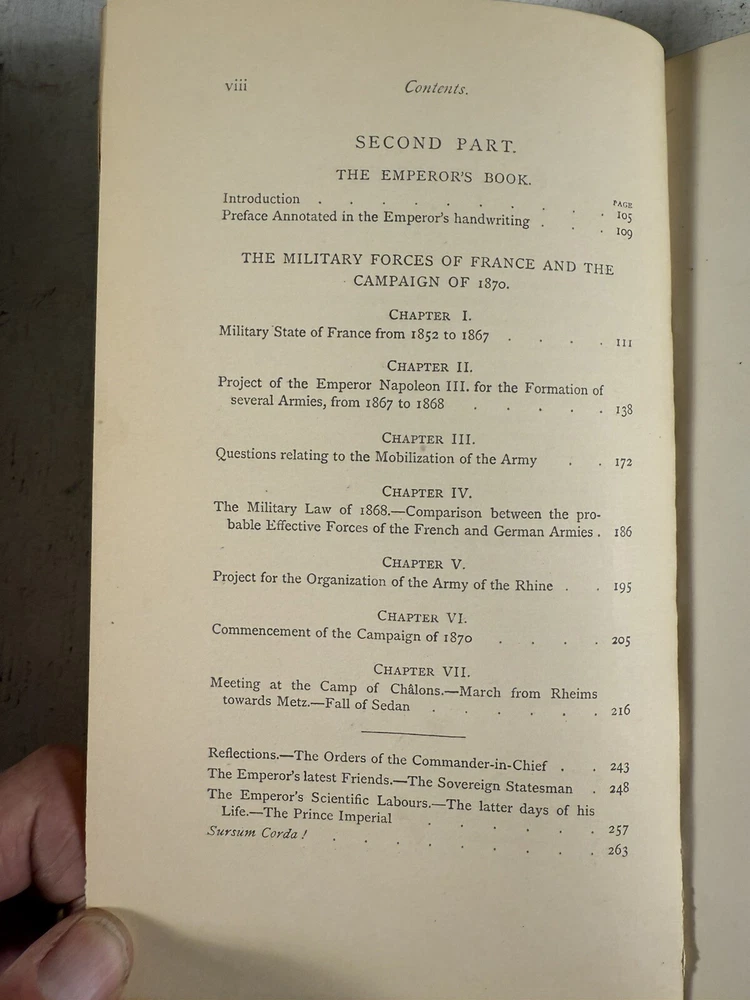 viii Contents.
SECOND PART.
THE EMPEROR'S BOOK.
PAGE
Introduction . . . . . . . . . 105
Preface Annotated in the Emperor's handwriting . . . 109
THE MILITARY FORCES OF FRANCE AND THE
CAMPAIGN OF 1870.
CHAPTER I.
Military State of France from 1852 to 1867 . . . . 111
CHAPTER II.
Project of the Emperor Napoleon III. for the Formation of
several Armies, from 1867 to 1868 . . . . . 138
CHAPTER III.
Questions relating to the Mobilization of the Army . . 172
CHAPTER IV.
The Military Law of 1868.—Comparison between the pro-
bable Effective Forces of the French and German Armies . 186
CHAPTER V.
Project for the Organization of the Army of the Rhine . . 195
CHAPTER VI.
Commencement of the Campaign of 1870 . . . . 205
CHAPTER VII.
Meeting at the Camp of Châlons.—March from Rheims
towards Metz.—Fall of Sedan . . . . . . 216
Reflections.—The Orders of the Commander-in-Chief . . 243
The Emperor's latest Friends.—The Sovereign Statesman . 248
The Emperor's Scientific Labours.—The latter days of his
Life.—The Prince Imperial . . . . . . 257
Sursum Corda! . . . . . . . . . 263